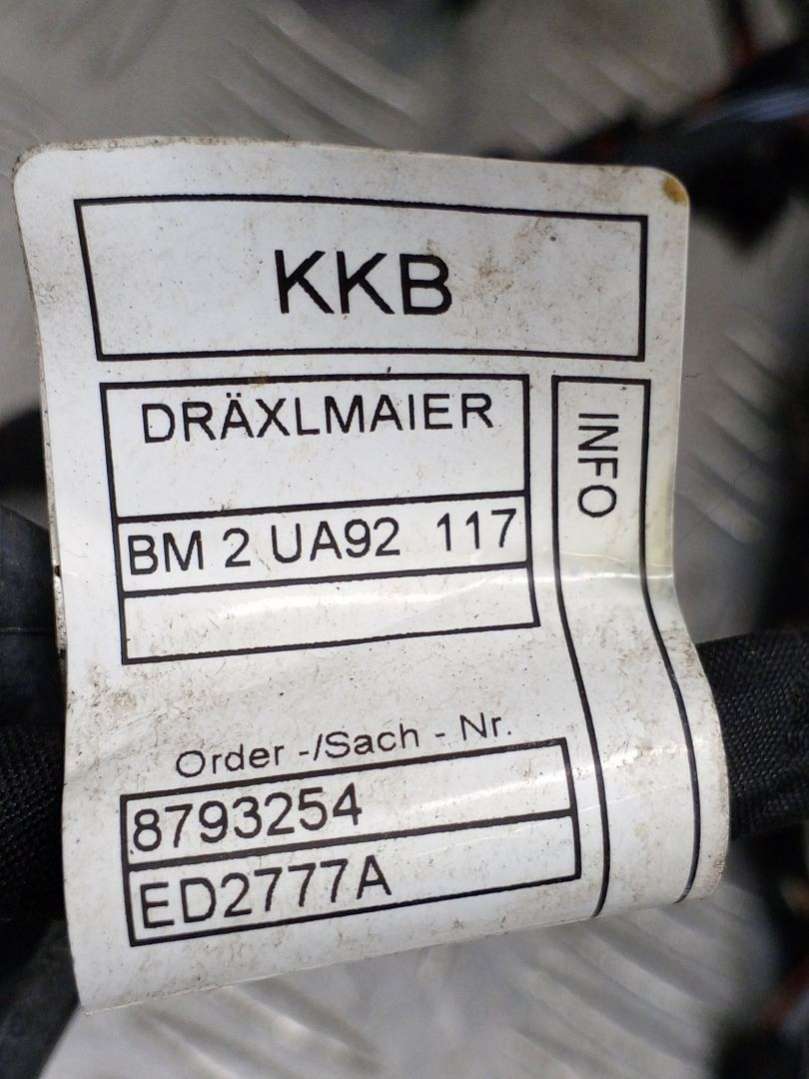 KKB
DRÄXLMAIER
INFO
BM 2 UA92 117
Order -/Sach - Nr.
8793254
ED2777A